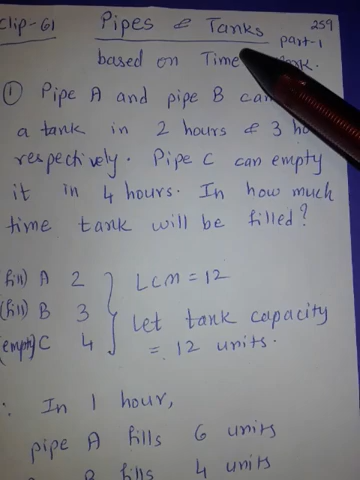 Clip-61 Pipes & Tanks 259
part-1
based on Time
① Pipe A and pipe B can
a tank in 2 hours & 3 ho
respectively. Pipe C can empty
it in 4 hours. In how much
time tank will be filled?
(fill) A 2
(fill) B 3
(empty) C 4
LCM = 12
Let tank capacity
= 12 units.
In 1 hour,
pipe A fills 6 units
B fills 4 units